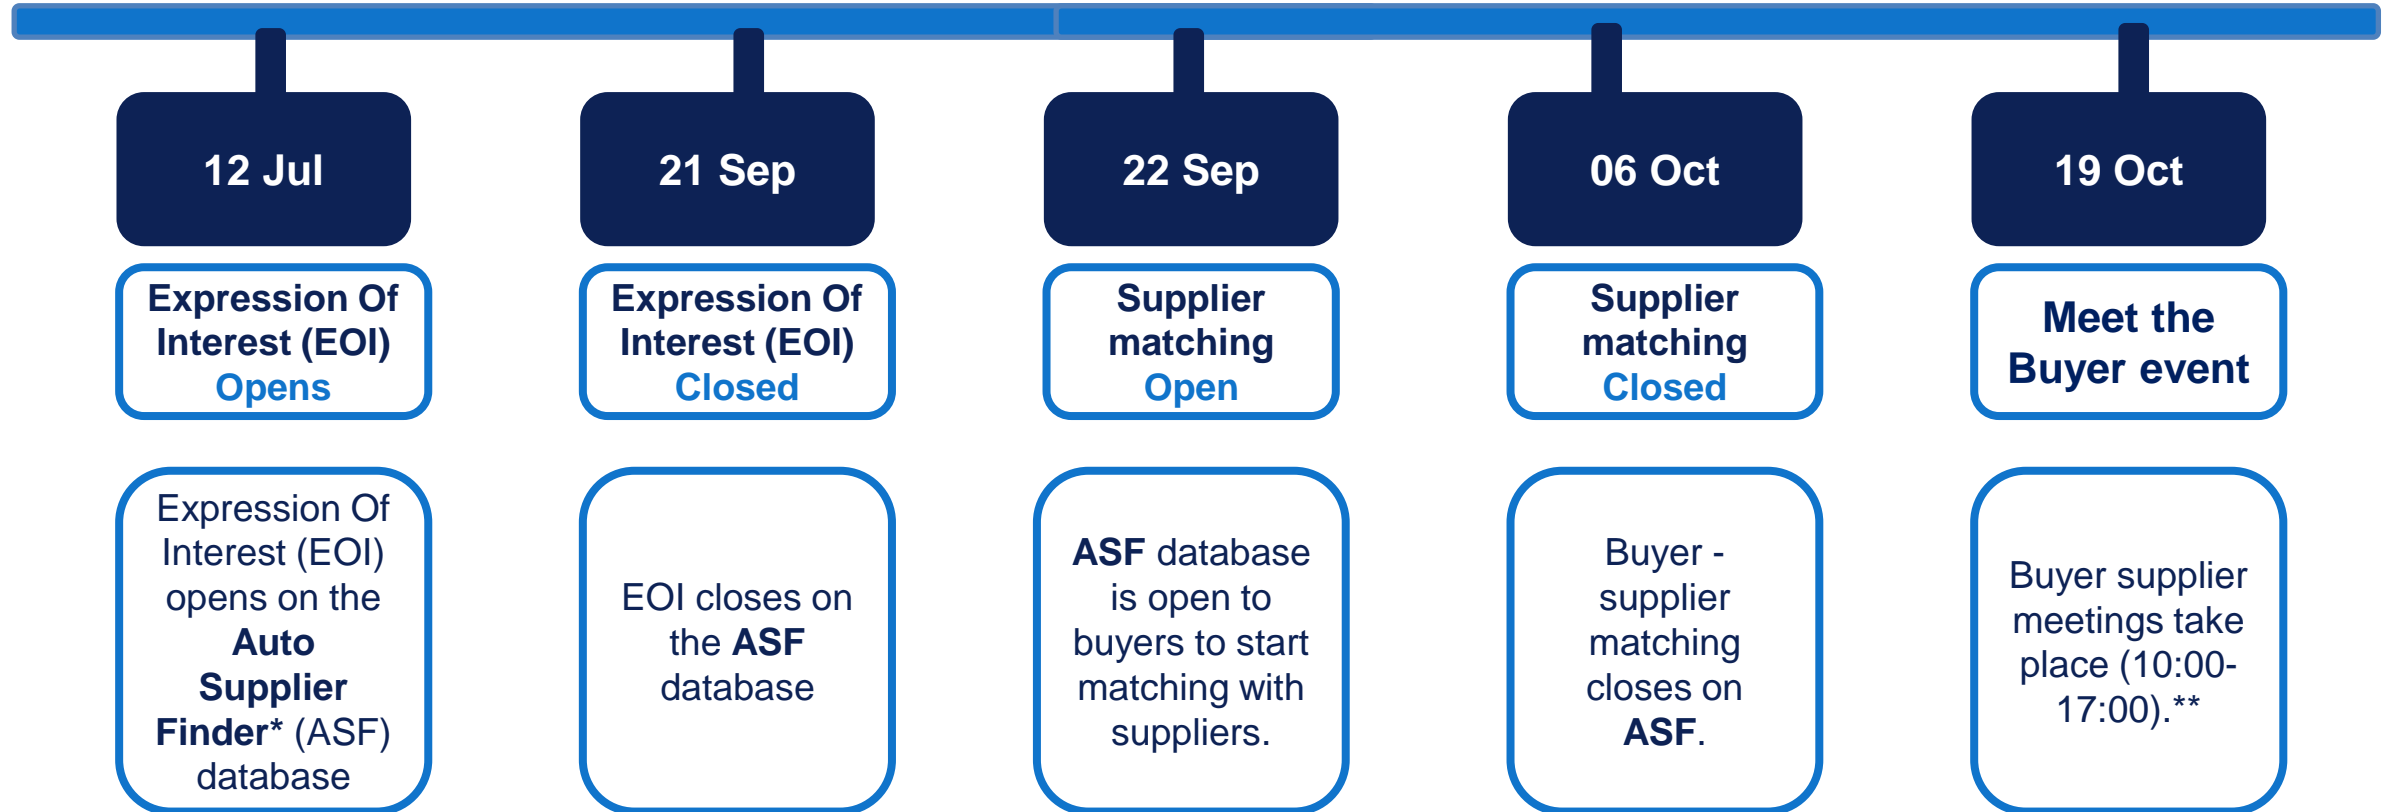 12 Jul
21 Sep
22 Sep
06 Oct
19 Oct
Expression Of
Interest (EOI)
Opens
Expression Of
Interest (EOI)
Closed
Supplier
matching
Open
Supplier
matching
Closed
Meet the
Buyer event
Expression Of
Interest (EOI)
opens on the
Auto
Supplier
Finder* (ASF)
database
EOI closes on
the ASF
database
ASF database
is open to
buyers to start
matching with
suppliers.
Buyer -
supplier
matching
closes on
ASF.
Buyer supplier
meetings take
place (10:00-
17:00).**